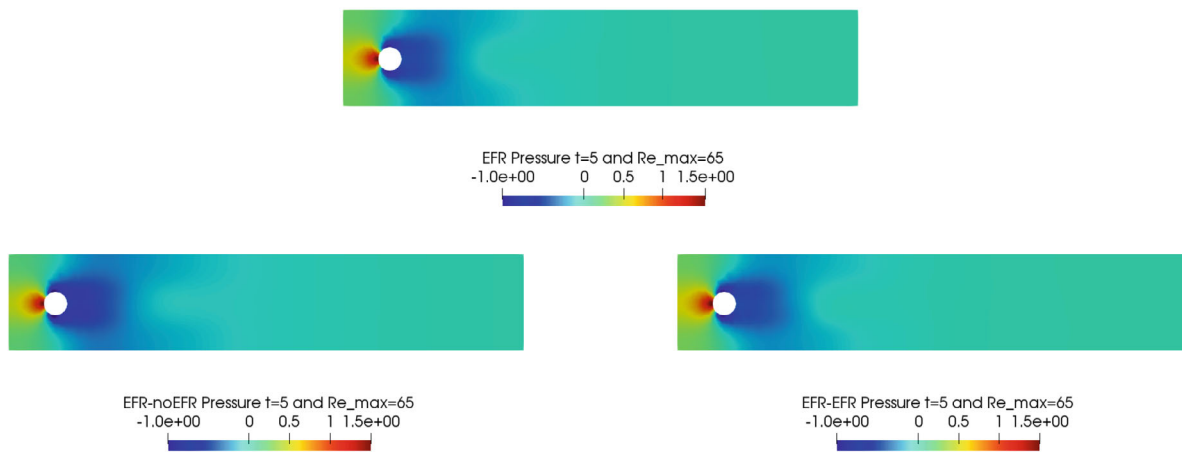 EFR Pressure t=5 and Re_max=65
-1.0e+00 0 0.5 1 1.5e+00
EFR-noEFR Pressure t=5 and Re_max=65
-1.0e+00 0 0.5 1 1.5e+00
EFR-EFR Pressure t=5 and Re_max=65
-1.0e+00 0 0.5 1 1.5e+00